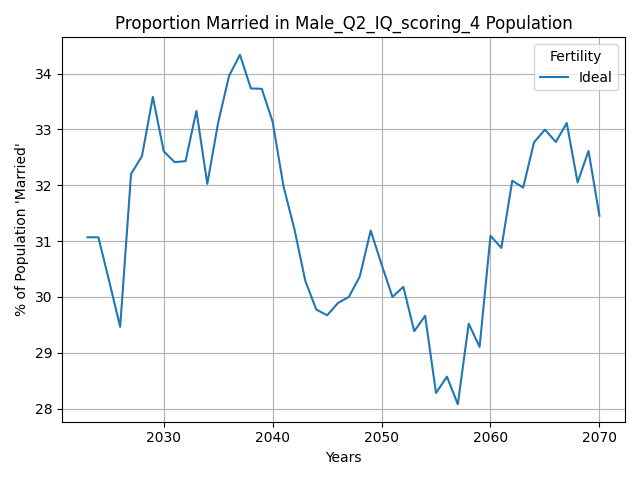 Proportion Married in Male_Q2_IQ_scoring_4 Population
Fertility
Ideal
% of Population 'Married'
34
33
32
31
30
29
28
2030 2040 2050 2060 2070
Years